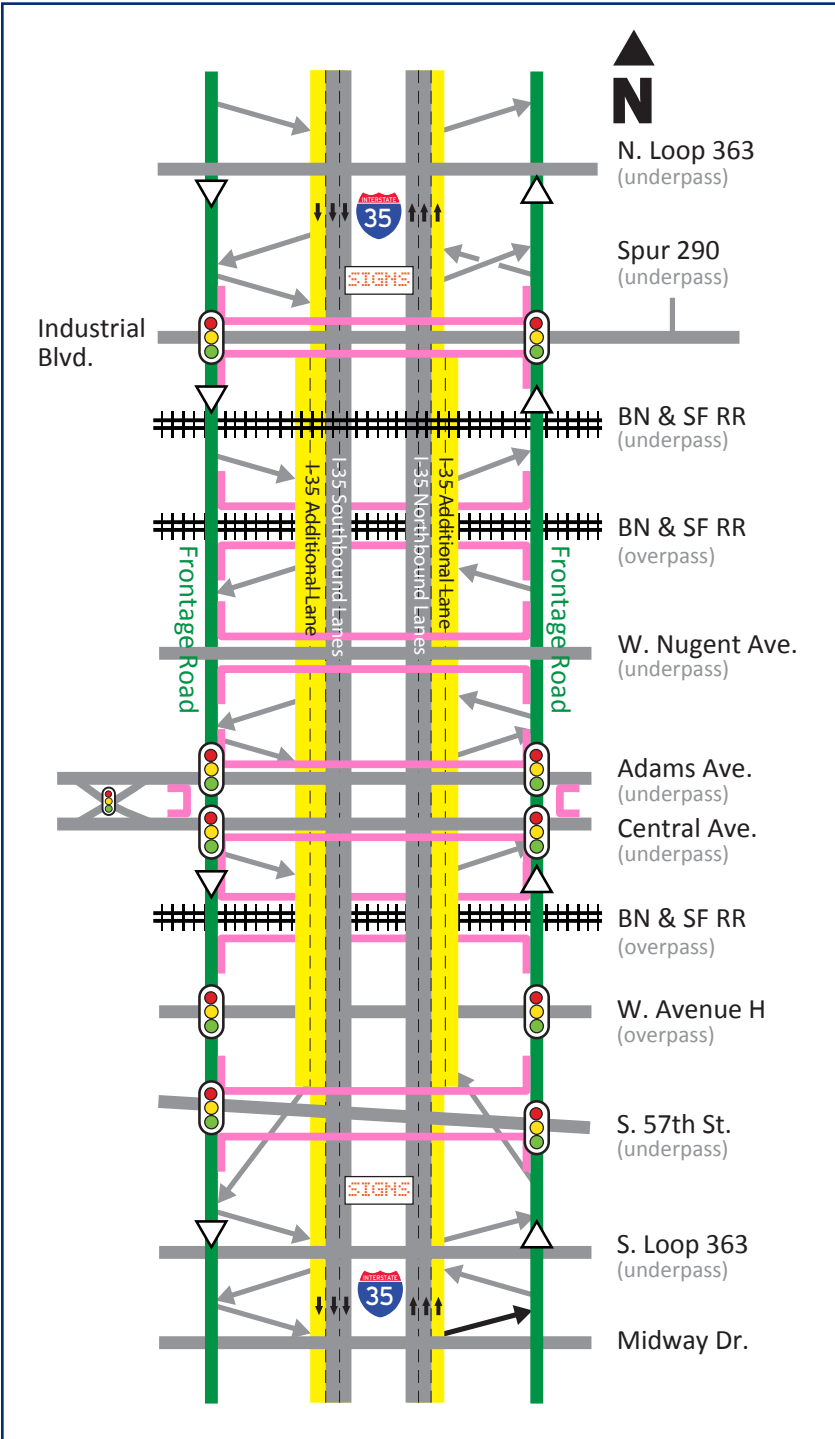 N
N. Loop 363
(underpass)
INTERSTATE
35
Spur 290
(underpass)
SIGNS
Industrial
Blvd.
BN & SF RR
(underpass)
I-35 Additional Lane
I-35 Southbound Lanes
I-35 Northbound Lanes
I-35 Additional Lane
BN & SF RR
(overpass)
Frontage Road
Frontage Road
W. Nugent Ave.
(underpass)
Adams Ave.
(underpass)
Central Ave.
(underpass)
BN & SF RR
(overpass)
W. Avenue H
(overpass)
S. 57th St.
(underpass)
SIGNS
S. Loop 363
(underpass)
INTERSTATE
35
Midway Dr.